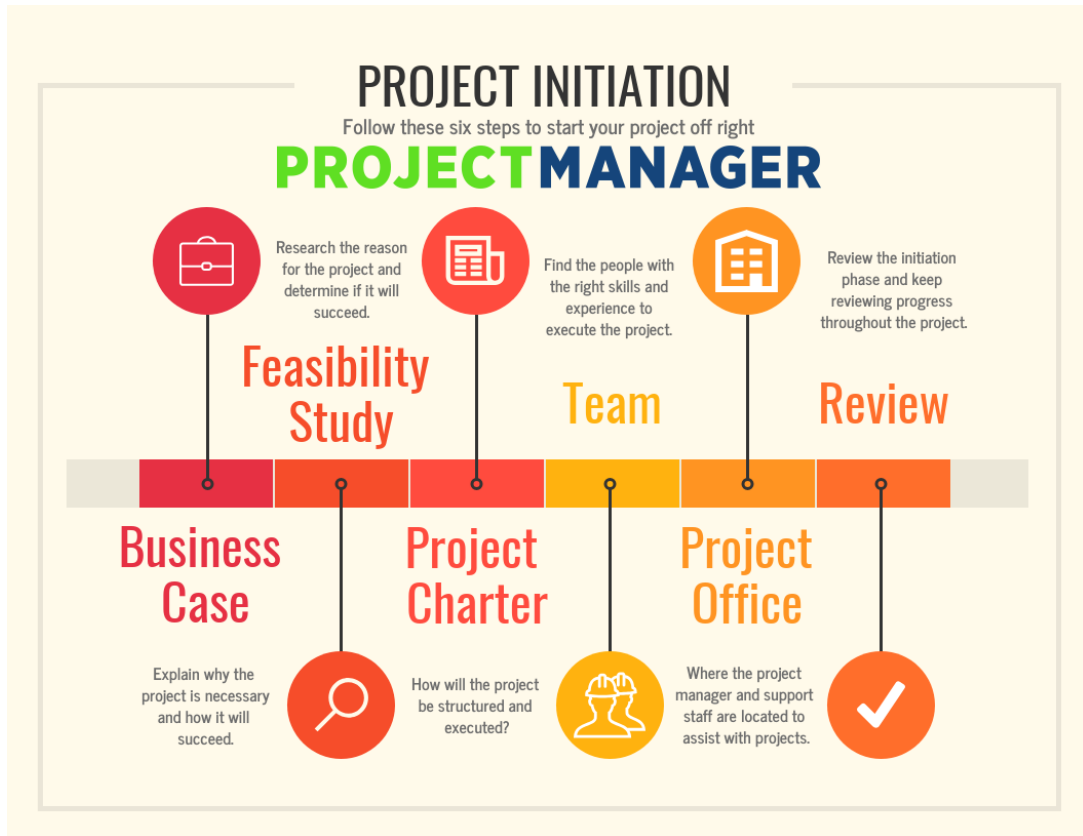 PROJECT INITIATION
Follow these six steps to start your project off right
PROJECTMANAGER
Business
Case
Explain why the
project is necessary
and how it will
succeed.
Research the reason
for the project and
determine if it will
succeed.
Feasibility
Study
Project
Charter
How will the project
be structured and
executed?
Find the people with
the right skills and
experience to
execute the project.
Team
Project
Office
Where the project
manager and support
staff are located to
assist with projects.
Review the initiation
phase and keep
reviewing progress
throughout the project.
Review